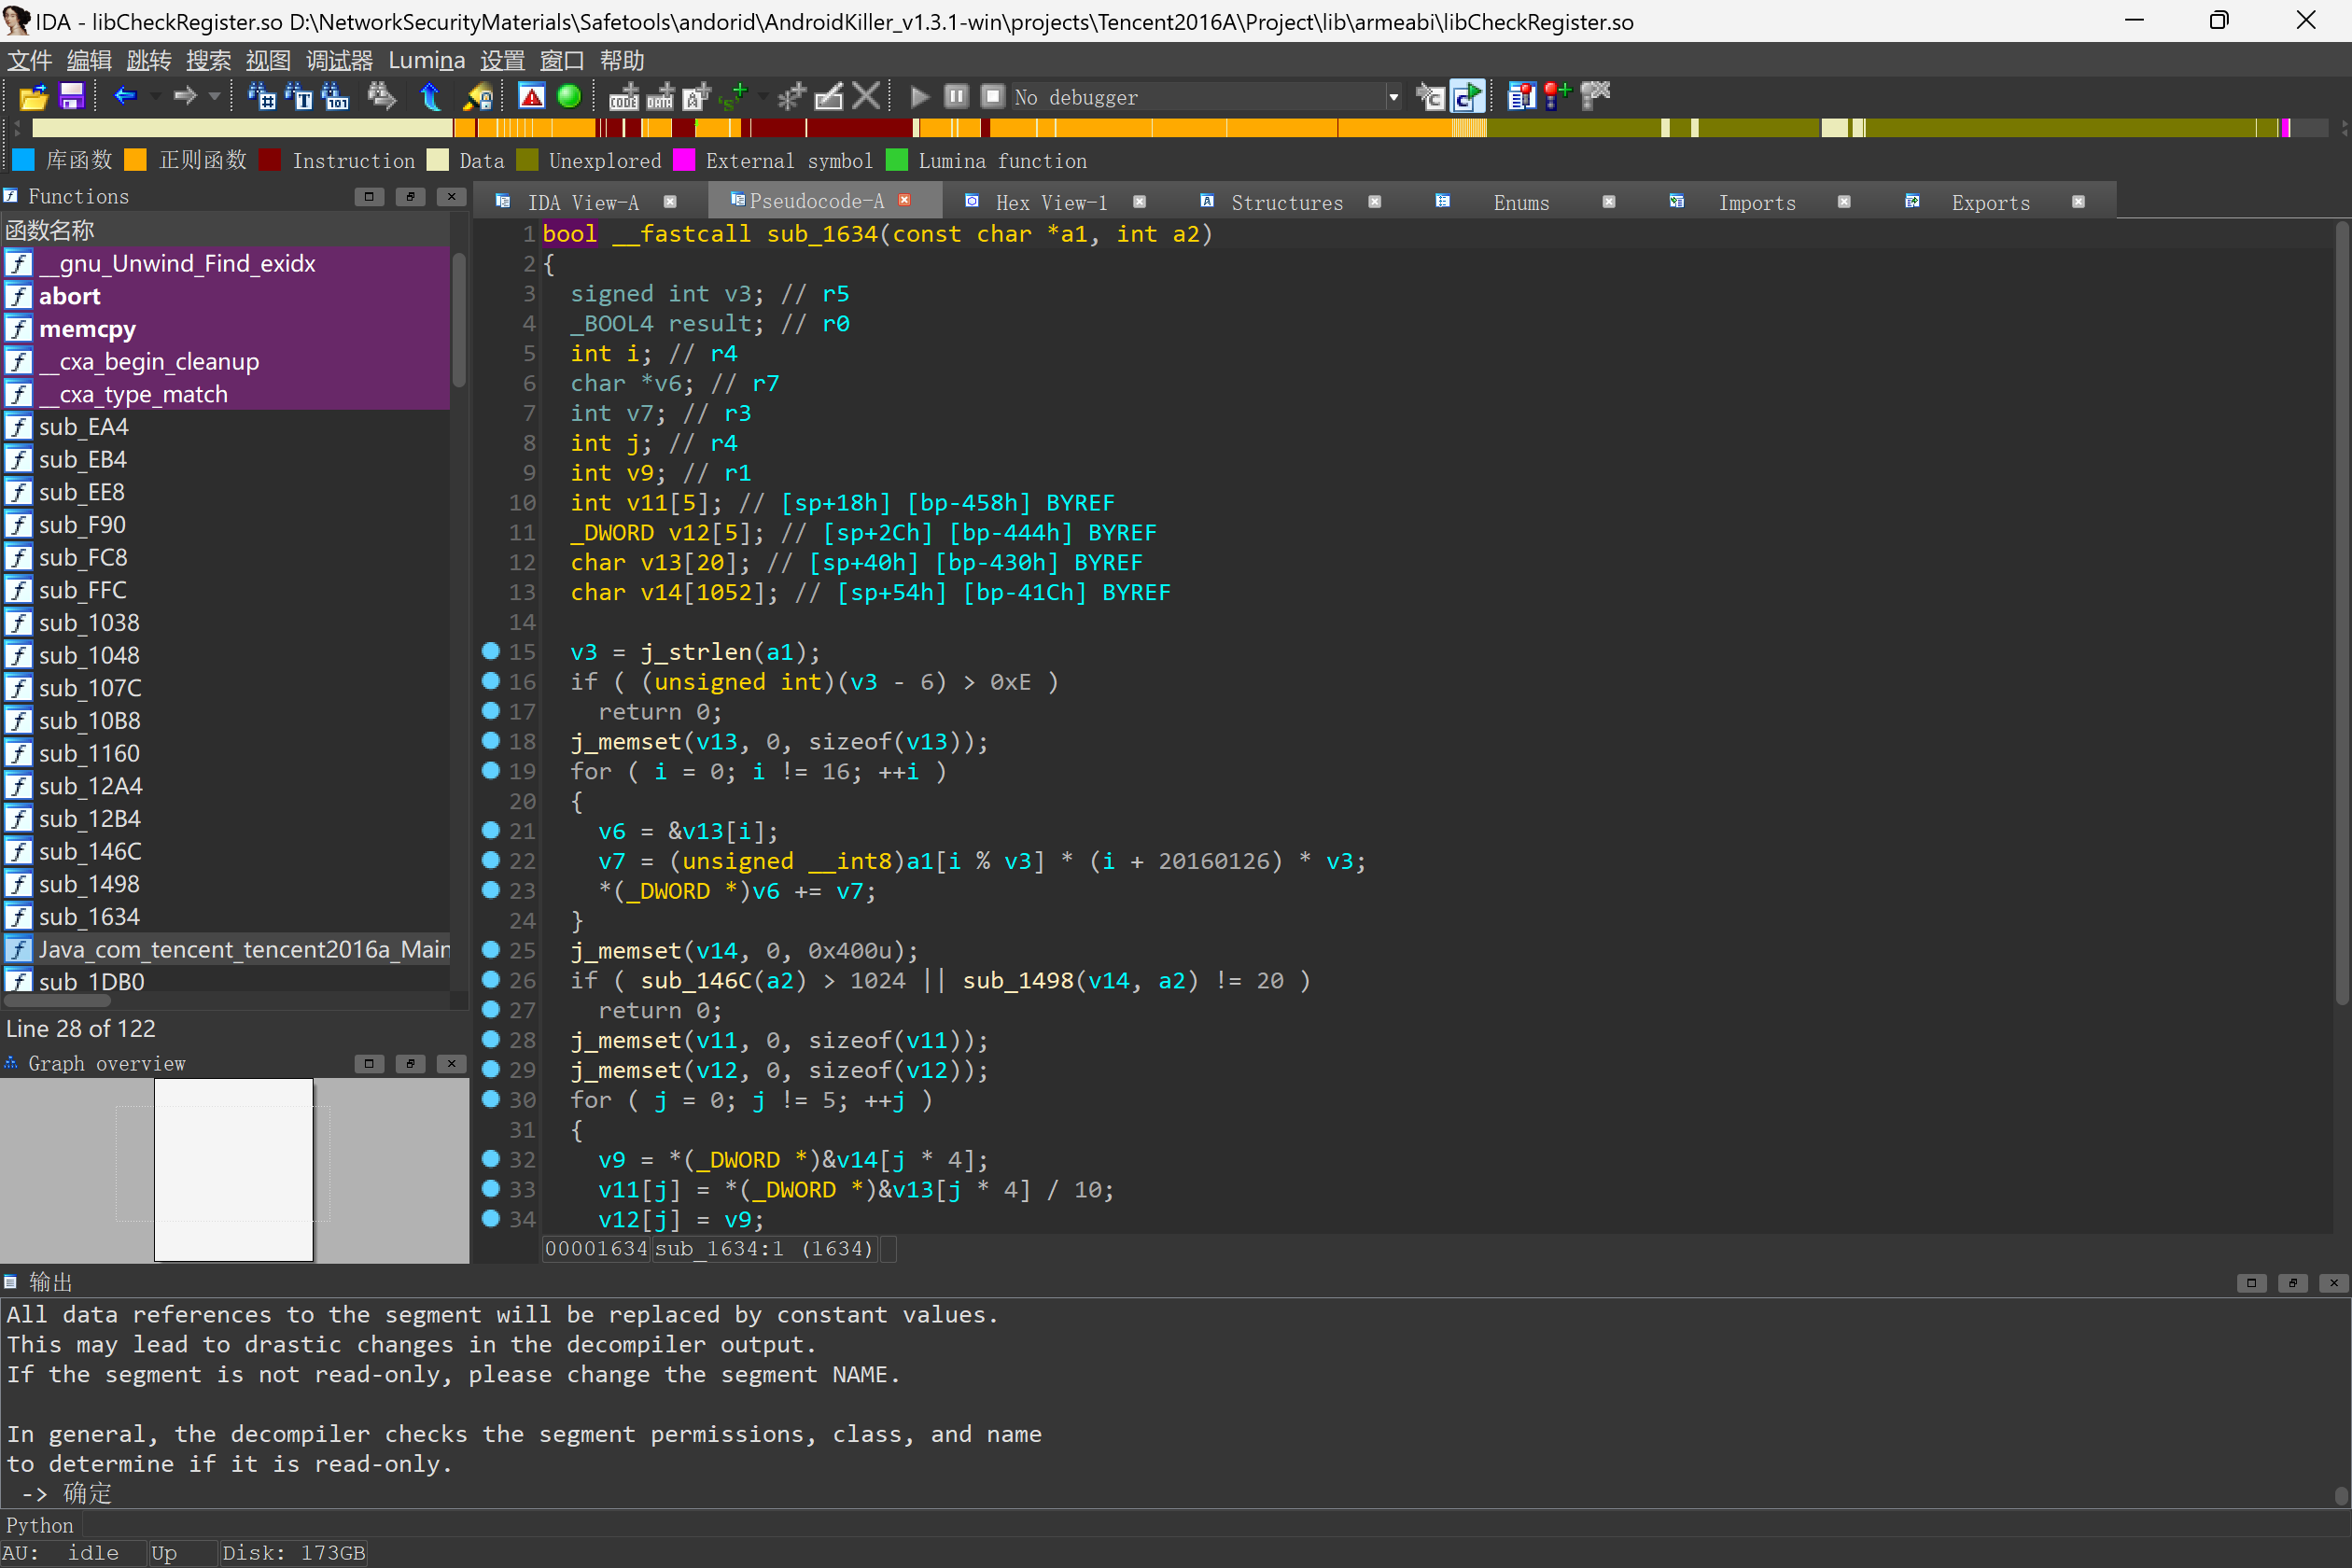 IDA - libCheckRegister.so D:\NetworkSecurityMaterials\Safetools\andorid\AndroidKiller_v1.3.1-win\projects\Tencent2016A\Project\lib\armeabi\libCheckRegister.so
文件 编辑 跳转 搜索 视图 调试器 Lumina 设置 窗口 帮助
No debugger
库函数 正则函数 Instruction Data Unexplored External symbol Lumina function
Functions
函数名称
__gnu_Unwind_Find_exidx
abort
memcpy
__cxa_begin_cleanup
__cxa_type_match
sub_EA4
sub_EB4
sub_EE8
sub_F90
sub_FC8
sub_FFC
sub_1038
sub_1048
sub_107C
sub_10B8
sub_1160
sub_12A4
sub_12B4
sub_146C
sub_1498
sub_1634
Java_com_tencent_tencent2016a_Main
sub_1DB0
Line 28 of 122
Graph overview
IDA View-A Pseudocode-A Hex View-1 Structures Enums Imports Exports
1 bool __fastcall sub_1634(const char *a1, int a2)
2 {
3 signed int v3; // r5
4 _BOOL4 result; // r0
5 int i; // r4
6 char *v6; // r7
7 int v7; // r3
8 int j; // r4
9 int v9; // r1
10 int v11[5]; // [sp+18h] [bp-458h] BYREF
11 _DWORD v12[5]; // [sp+2Ch] [bp-444h] BYREF
12 char v13[20]; // [sp+40h] [bp-430h] BYREF
13 char v14[1052]; // [sp+54h] [bp-41Ch] BYREF
14
15 v3 = j_strlen(a1);
16 if ( (unsigned int)(v3 - 6) > 0xE )
17 return 0;
18 j_memset(v13, 0, sizeof(v13));
19 for ( i = 0; i != 16; ++i )
20 {
21 v6 = &v13[i];
22 v7 = (unsigned __int8)a1[i % v3] * (i + 20160126) * v3;
23 *(_DWORD *)v6 += v7;
24 }
25 j_memset(v14, 0, 0x400u);
26 if ( sub_146C(a2) > 1024 || sub_1498(v14, a2) != 20 )
27 return 0;
28 j_memset(v11, 0, sizeof(v11));
29 j_memset(v12, 0, sizeof(v12));
30 for ( j = 0; j != 5; ++j )
31 {
32 v9 = *(_DWORD *)&v14[j * 4];
33 v11[j] = *(_DWORD *)&v13[j * 4] / 10;
34 v12[j] = v9;
00001634 sub_1634:1 (1634)
输出
All data references to the segment will be replaced by constant values.
This may lead to drastic changes in the decompiler output.
If the segment is not read-only, please change the segment NAME.
In general, the decompiler checks the segment permissions, class, and name
to determine if it is read-only.
-> 确定
Python
AU: idle Up Disk: 173GB